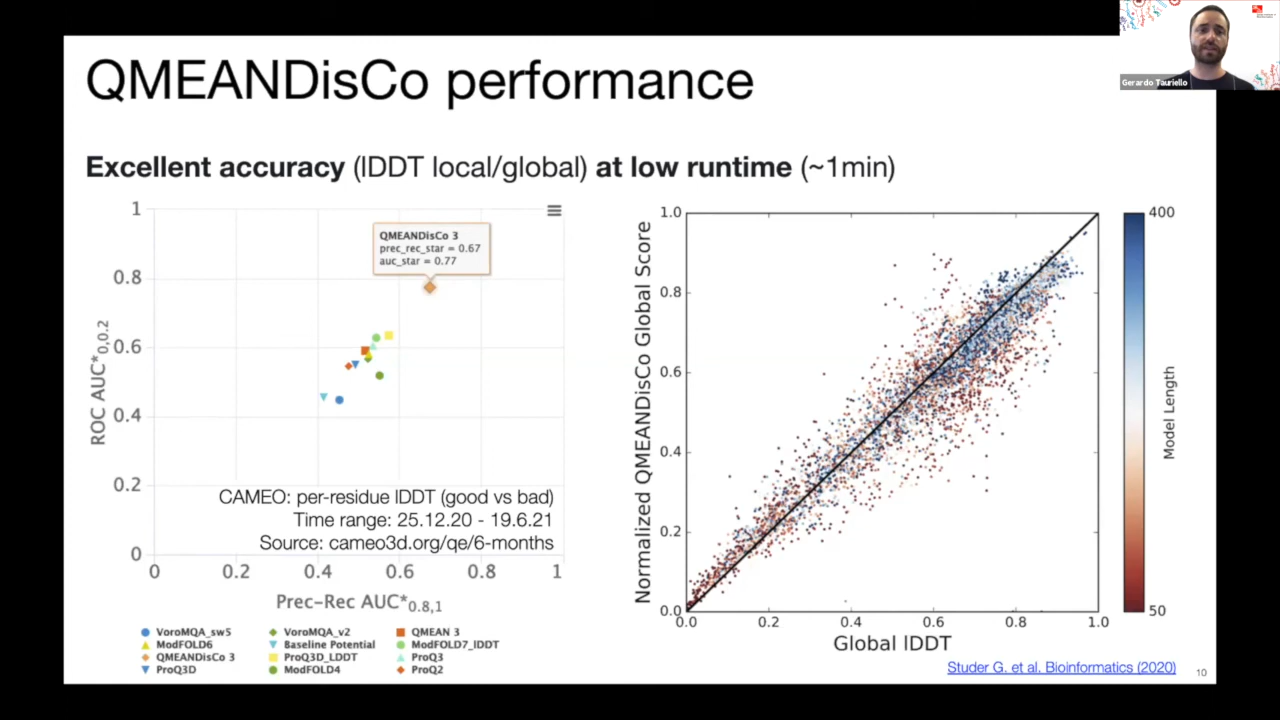 Gerardo Tauriello
QMEANDisCo performance
Excellent accuracy (lDDT local/global) at low runtime (~1min)
1
0.8
0.6
0.4
0.2
0
ROC AUC*0,0.2
QMEANDisCo 3
prec_rec_star = 0.67
auc_star = 0.77
CAMEO: per-residue lDDT (good vs bad)
Time range: 25.12.20 - 19.6.21
Source: cameo3d.org/qe/6-months
0 0.2 0.4 0.6 0.8 1
Prec-Rec AUC*0.8,1
VoroMQA_sw5 VoroMQA_v2 QMEAN 3
ModFOLD6 Baseline Potential ModFOLD7_lDDT
QMEANDisCo 3 ProQ3D_LDDT ProQ3
ProQ3D ModFOLD4 ProQ2
Normalized QMEANDisCo Global Score
1.0
0.8
0.6
0.4
0.2
0.0
0.0 0.2 0.4 0.6 0.8 1.0
Global lDDT
400
Model Length
50
Studer G. et al. Bioinformatics (2020)
10